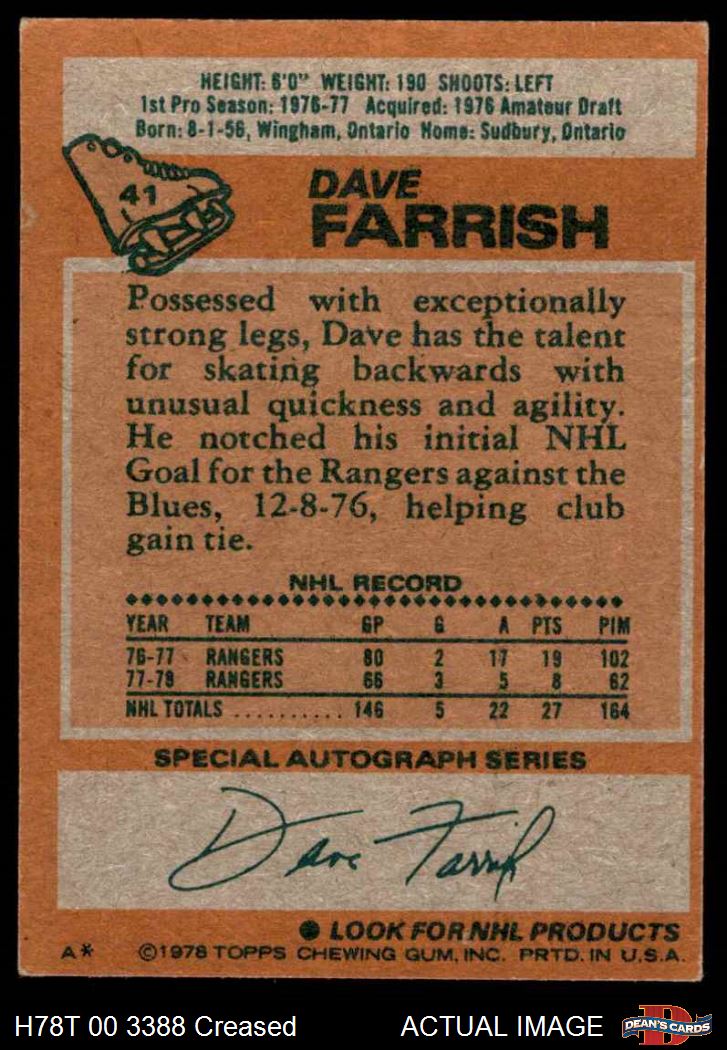 HEIGHT: 6'0" WEIGHT: 190 SHOOTS: LEFT
1st Pro Season: 1976-77 Acquired: 1976 Amateur Draft
Born: 8-1-56, Wingham, Ontario Home: Sudbury, Ontario
41
DAVE
FARRISH
Possessed with exceptionally
strong legs, Dave has the talent
for skating backwards with
unusual quickness and agility.
He notched his initial NHL
Goal for the Rangers against the
Blues, 12-8-76, helping club
gain tie.
NHL RECORD
YEAR TEAM GP G A PTS PIM
76-77 RANGERS 80 2 17 19 102
77-78 RANGERS 66 3 5 8 62
NHL TOTALS .......... 146 5 22 27 164
SPECIAL AUTOGRAPH SERIES
Dave Farrish
LOOK FOR NHL PRODUCTS
A* ©1978 TOPPS CHEWING GUM, INC. PRTD. IN U.S.A.
H78T 00 3388 Creased ACTUAL IMAGE D DEAN'S CARDS